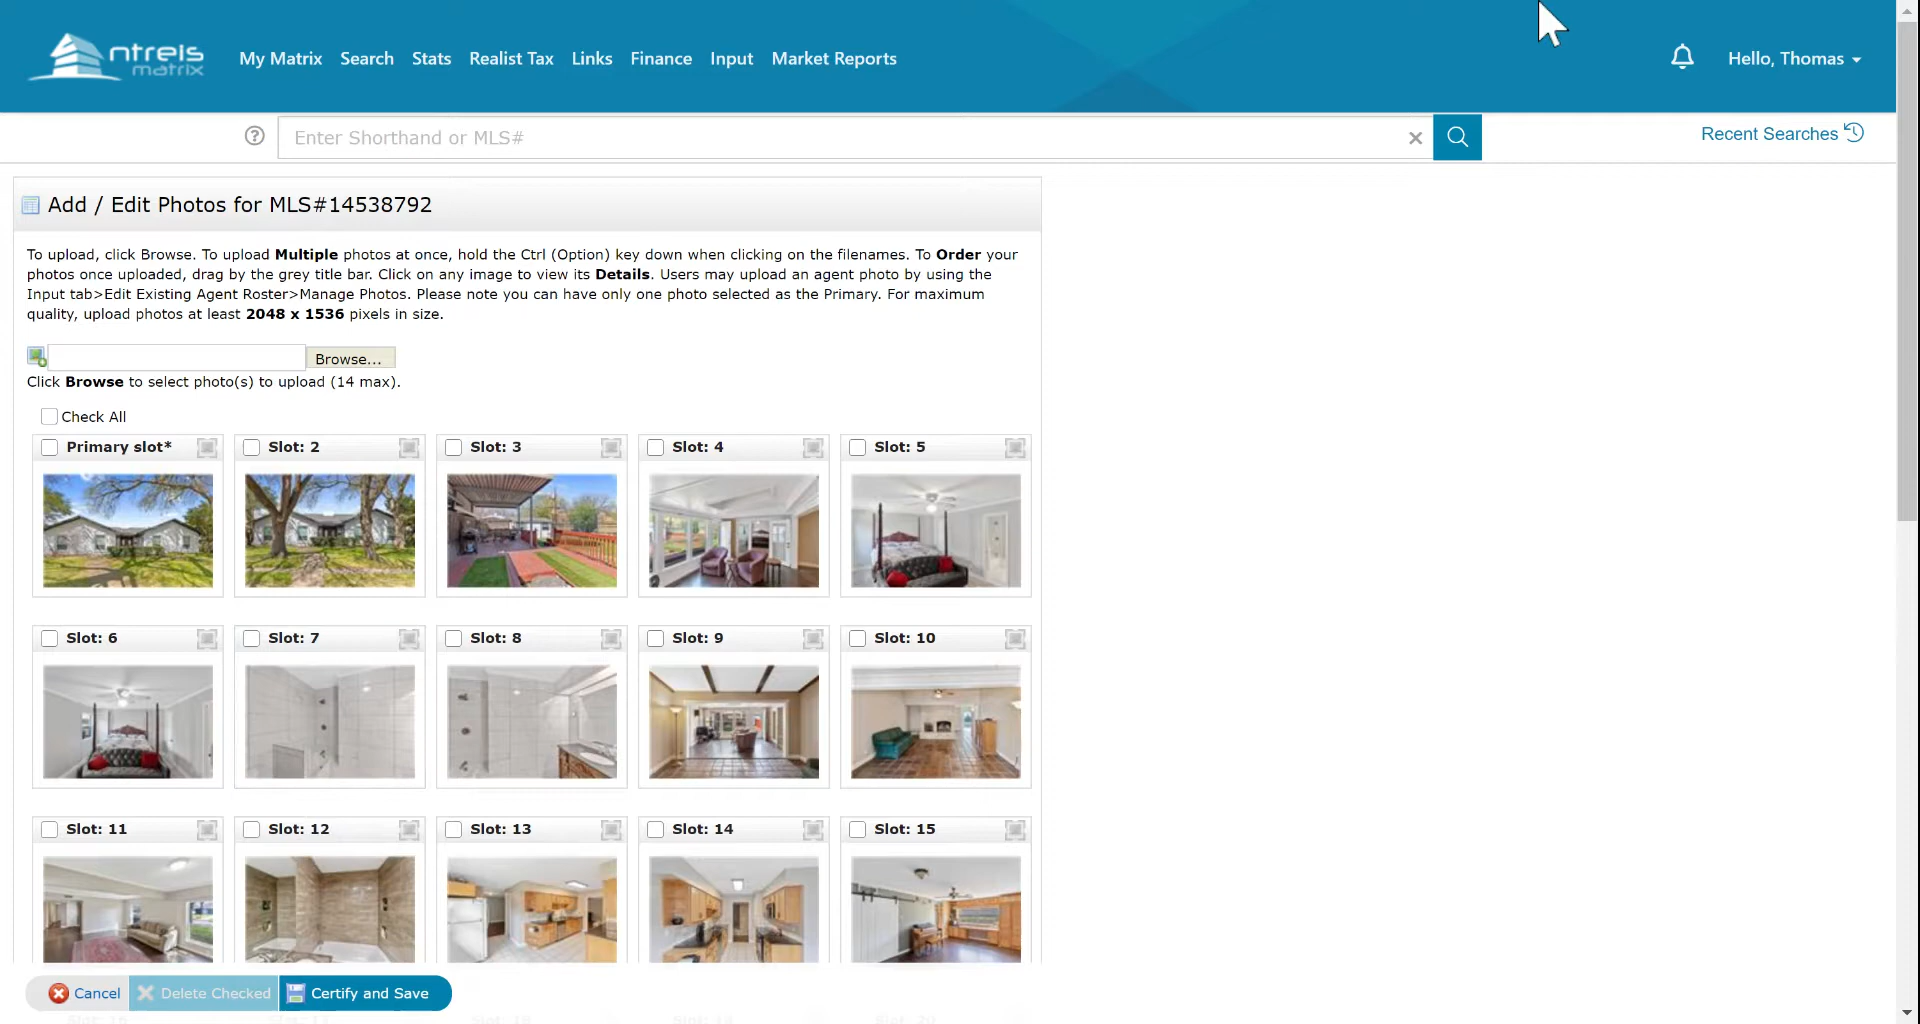 ntreis
matrix
My Matrix Search Stats Realist Tax Links Finance Input Market Reports
Hello, Thomas
Enter Shorthand or MLS#
Recent Searches
Add / Edit Photos for MLS#14538792
To upload, click Browse. To upload Multiple photos at once, hold the Ctrl (Option) key down when clicking on the filenames. To Order your
photos once uploaded, drag by the grey title bar. Click on any image to view its Details. Users may upload an agent photo by using the
Input tab>Edit Existing Agent Roster>Manage Photos. Please note you can have only one photo selected as the Primary. For maximum
quality, upload photos at least 2048 x 1536 pixels in size.
Browse...
Click Browse to select photo(s) to upload (14 max).
Check All
Primary slot* Slot: 2 Slot: 3 Slot: 4 Slot: 5
Slot: 6 Slot: 7 Slot: 8 Slot: 9 Slot: 10
Slot: 11 Slot: 12 Slot: 13 Slot: 14 Slot: 15
Cancel Delete Checked Certify and Save